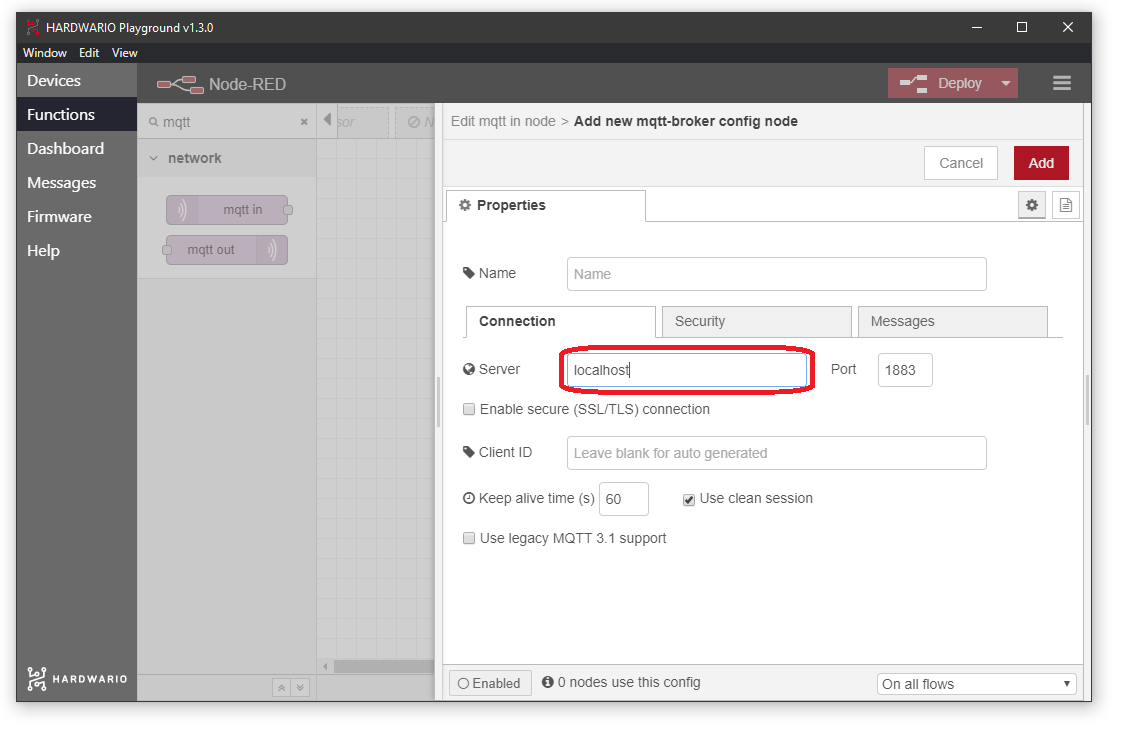 HARDWARIO Playground v1.3.0
Window Edit View
Devices
Functions
Dashboard
Messages
Firmware
Help
HARDWARIO
Node-RED
Deploy
mqtt
network
mqtt in
mqtt out
sor
N
Edit mqtt in node > Add new mqtt-broker config node
Cancel Add
Properties
Name Name
Connection Security Messages
Server localhost Port 1883
Enable secure (SSL/TLS) connection
Client ID Leave blank for auto generated
Keep alive time (s) 60 Use clean session
Use legacy MQTT 3.1 support
Enabled 0 nodes use this config On all flows